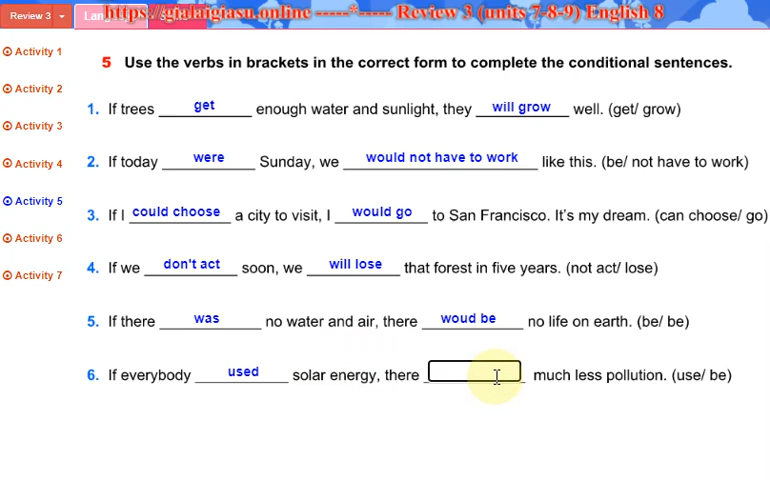 Review 3
https://giainigiasu.online -----*----- Review 3 (units 7-8-9) English 8
Activity 1
Activity 2
Activity 3
Activity 4
Activity 5
Activity 6
Activity 7
5 Use the verbs in brackets in the correct form to complete the conditional sentences.
1. If trees get enough water and sunlight, they will grow well. (get/ grow)
2. If today were Sunday, we would not have to work like this. (be/ not have to work)
3. If I could choose a city to visit, I would go to San Francisco. It's my dream. (can choose/ go)
4. If we don't act soon, we will lose that forest in five years. (not act/ lose)
5. If there was no water and air, there woud be no life on earth. (be/ be)
6. If everybody used solar energy, there much less pollution. (use/ be)